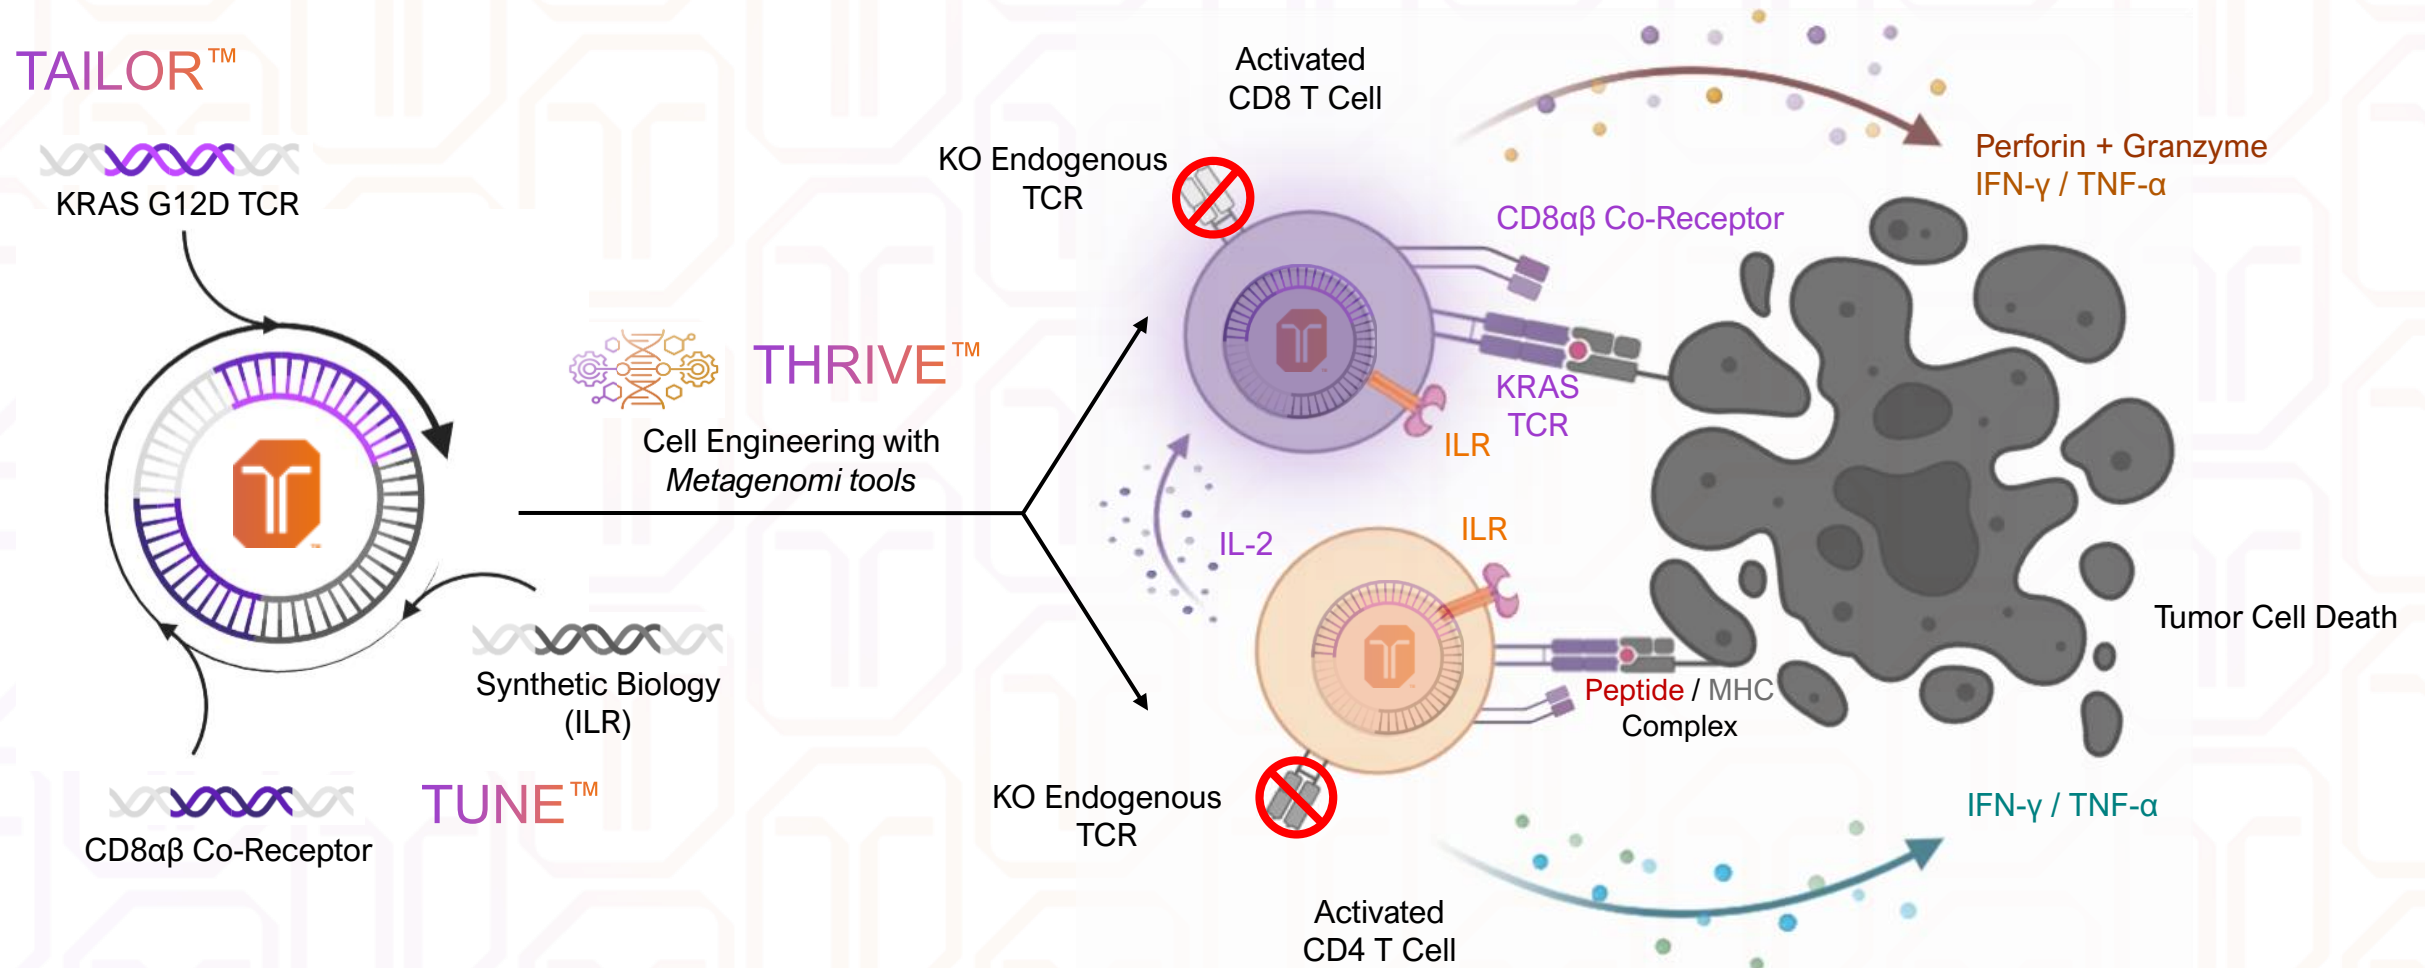 TAILOR™
KRAS G12D TCR
THRIVE™
Cell Engineering with
Metagenomi tools
Synthetic Biology
(ILR)
TUNE™
CD8αβ Co-Receptor
Activated
CD8 T Cell
KO Endogenous
TCR
CD8αβ Co-Receptor
KRAS
TCR
ILR
IL-2
ILR
Peptide / MHC
Complex
KO Endogenous
TCR
Activated
CD4 T Cell
Perforin + Granzyme
IFN-γ / TNF-α
Tumor Cell Death
IFN-γ / TNF-α